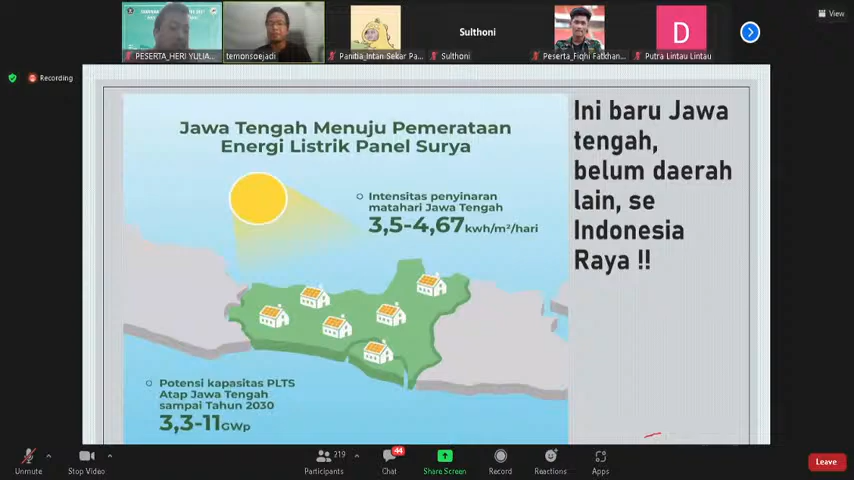 View
Sulthoni
D
PESERTA_HERI YULIA...
temonsoejadi
Panitia_Intan Sekar Pa...
Sulthoni
Peserta_Fiqhi Fatkhan...
Putra Lintau Lintau
Recording
Jawa Tengah Menuju Pemerataan
Energi Listrik Panel Surya
Intensitas penyinaran
matahari Jawa Tengah
3,5-4,67 kwh/m²/hari
Potensi kapasitas PLTS
Atap Jawa Tengah
sampai Tahun 2030
3,3-11 GWp
Ini baru Jawa
tengah,
belum daerah
lain, se
Indonesia
Raya !!
219
44
Unmute
Stop Video
Participants
Chat
Share Screen
Record
Reactions
Apps
Leave